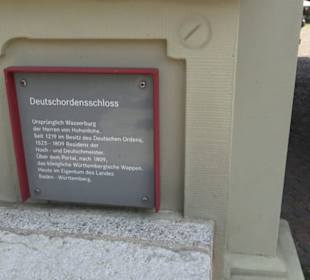 Deutschordensschloss
Ursprünglich Wasserburg
der Herren von Hohenlohe.
Seit 1219 im Besitz des Deutschen Ordens,
1525 - 1809 Residenz der
Hoch - und Deutschmeister.
Über dem Portal, nach 1809,
das königliche Württembergische Wappen.
Heute im Eigentum des Landes
Baden - Württemberg.